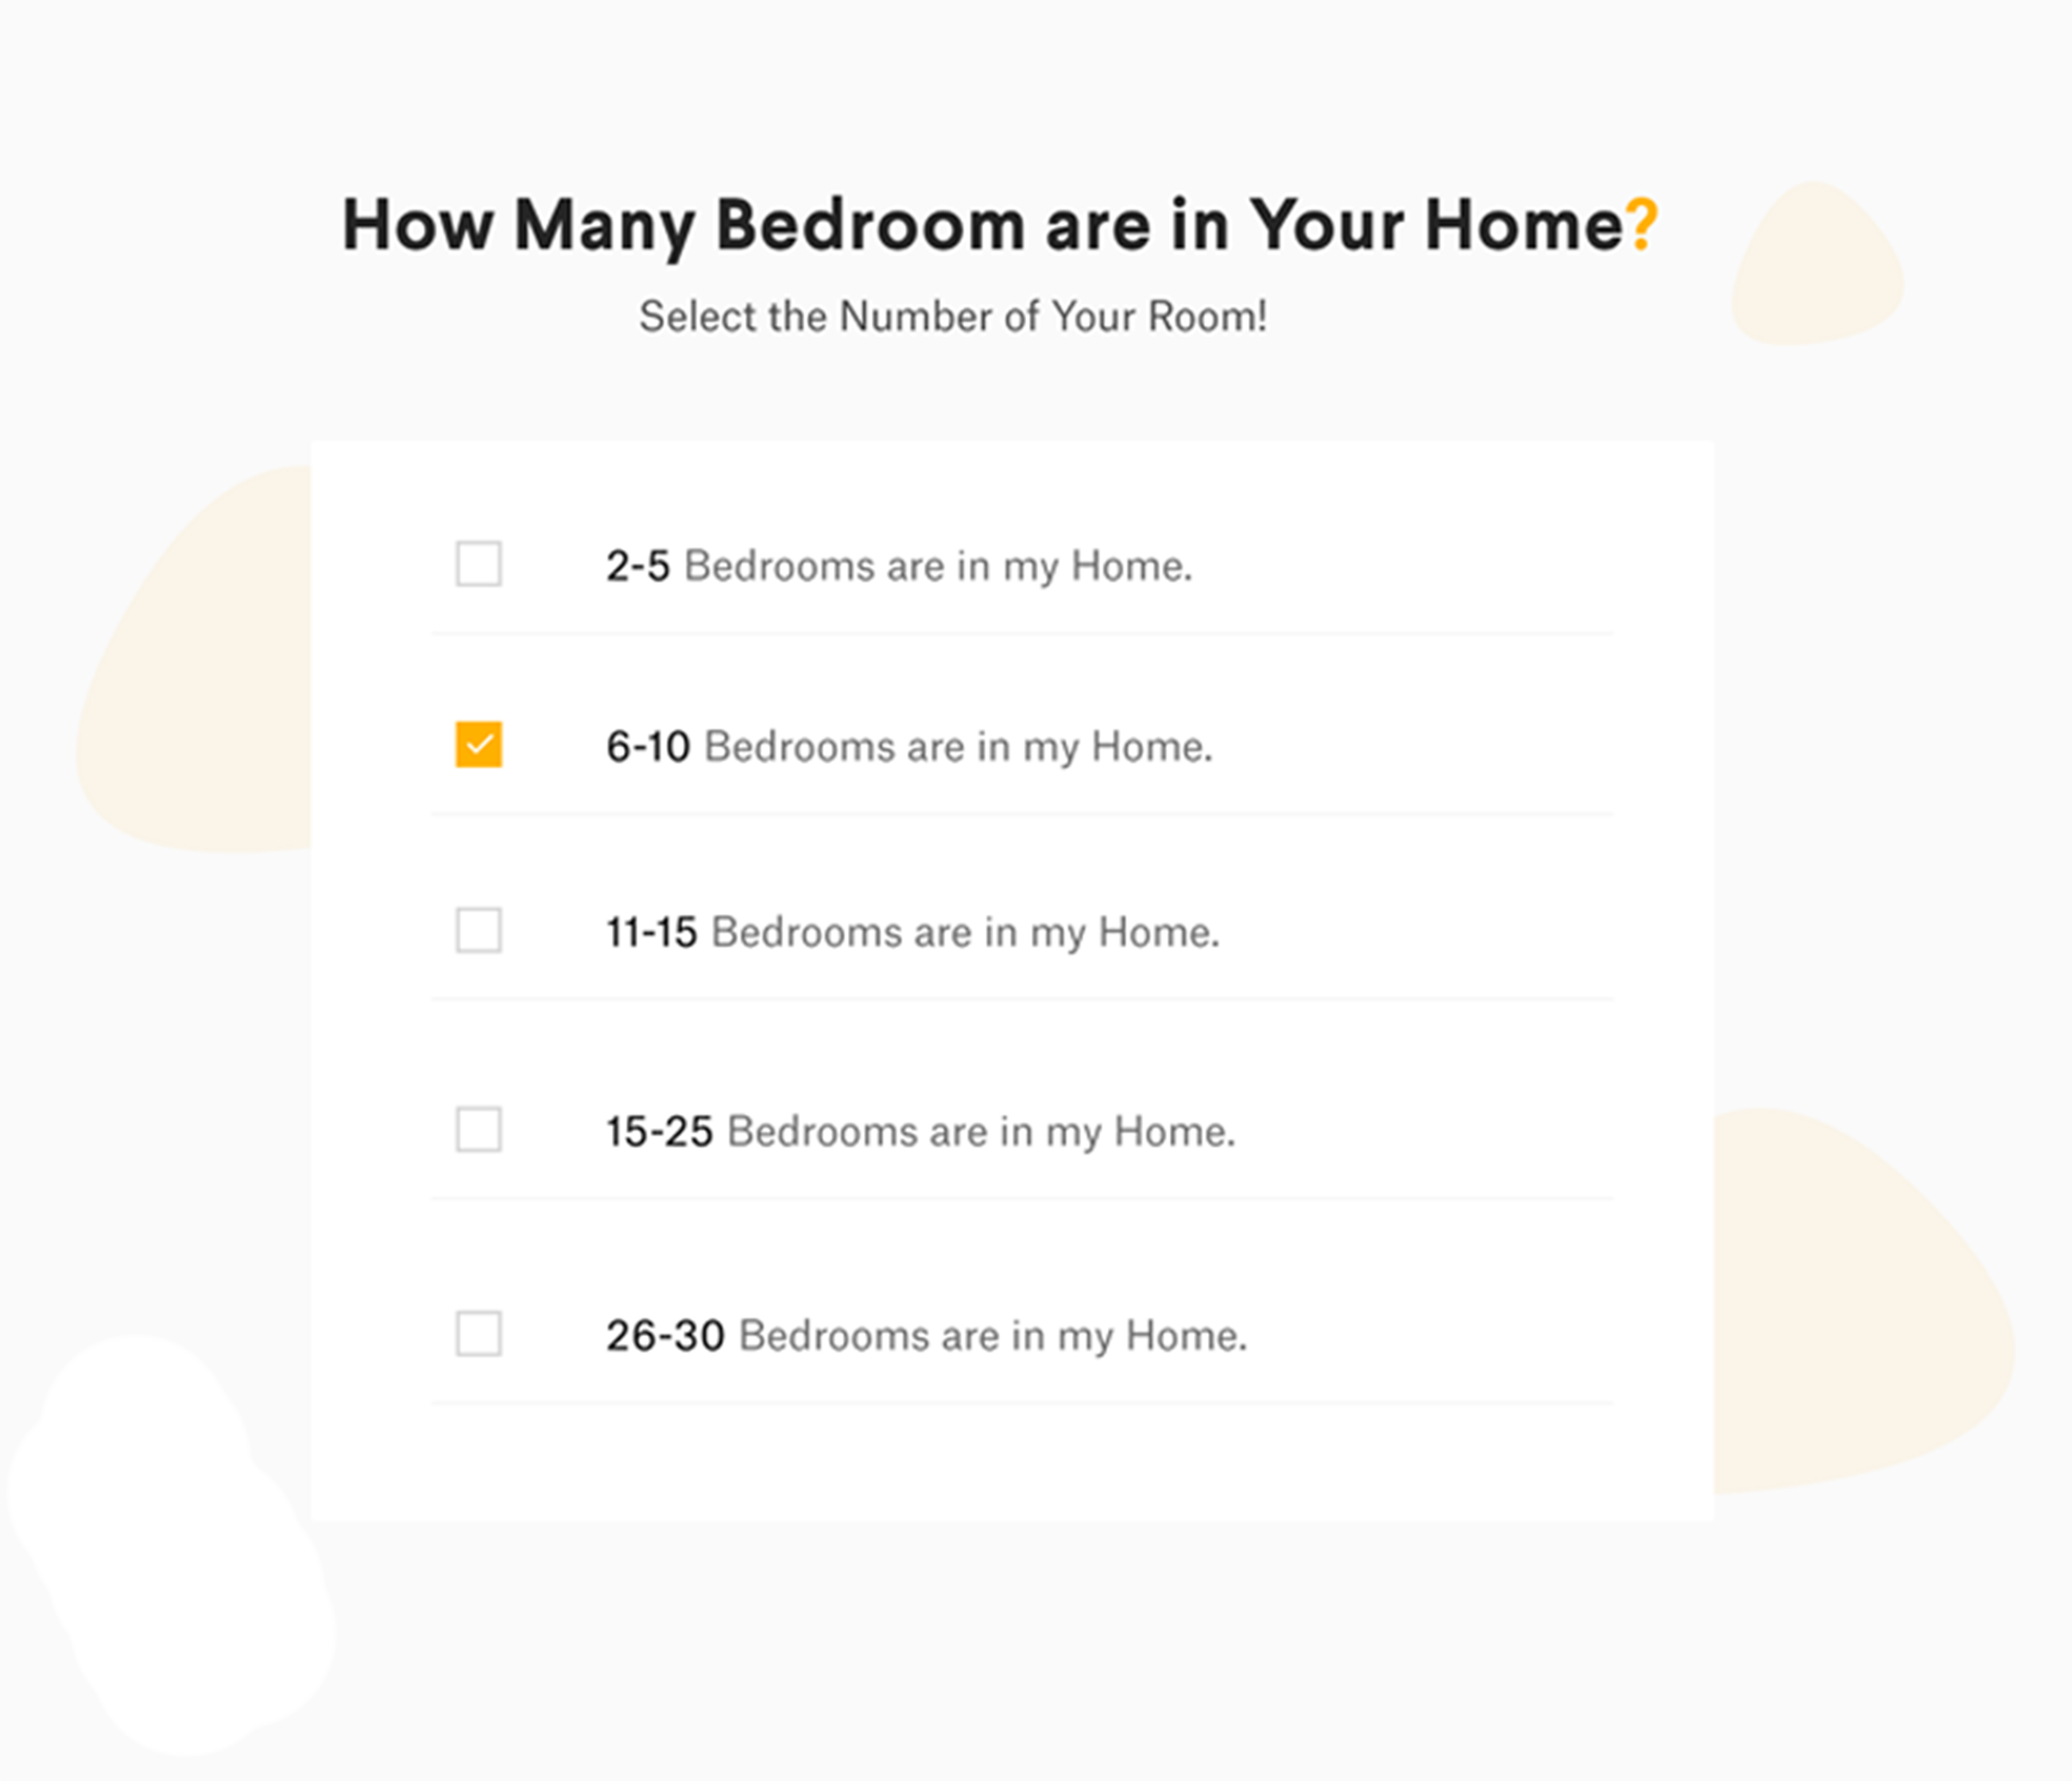 How Many Bedroom are in Your Home?
Select the Number of Your Room!
2-5 Bedrooms are in my Home.
6-10 Bedrooms are in my Home.
11-15 Bedrooms are in my Home.
15-25 Bedrooms are in my Home.
26-30 Bedrooms are in my Home.